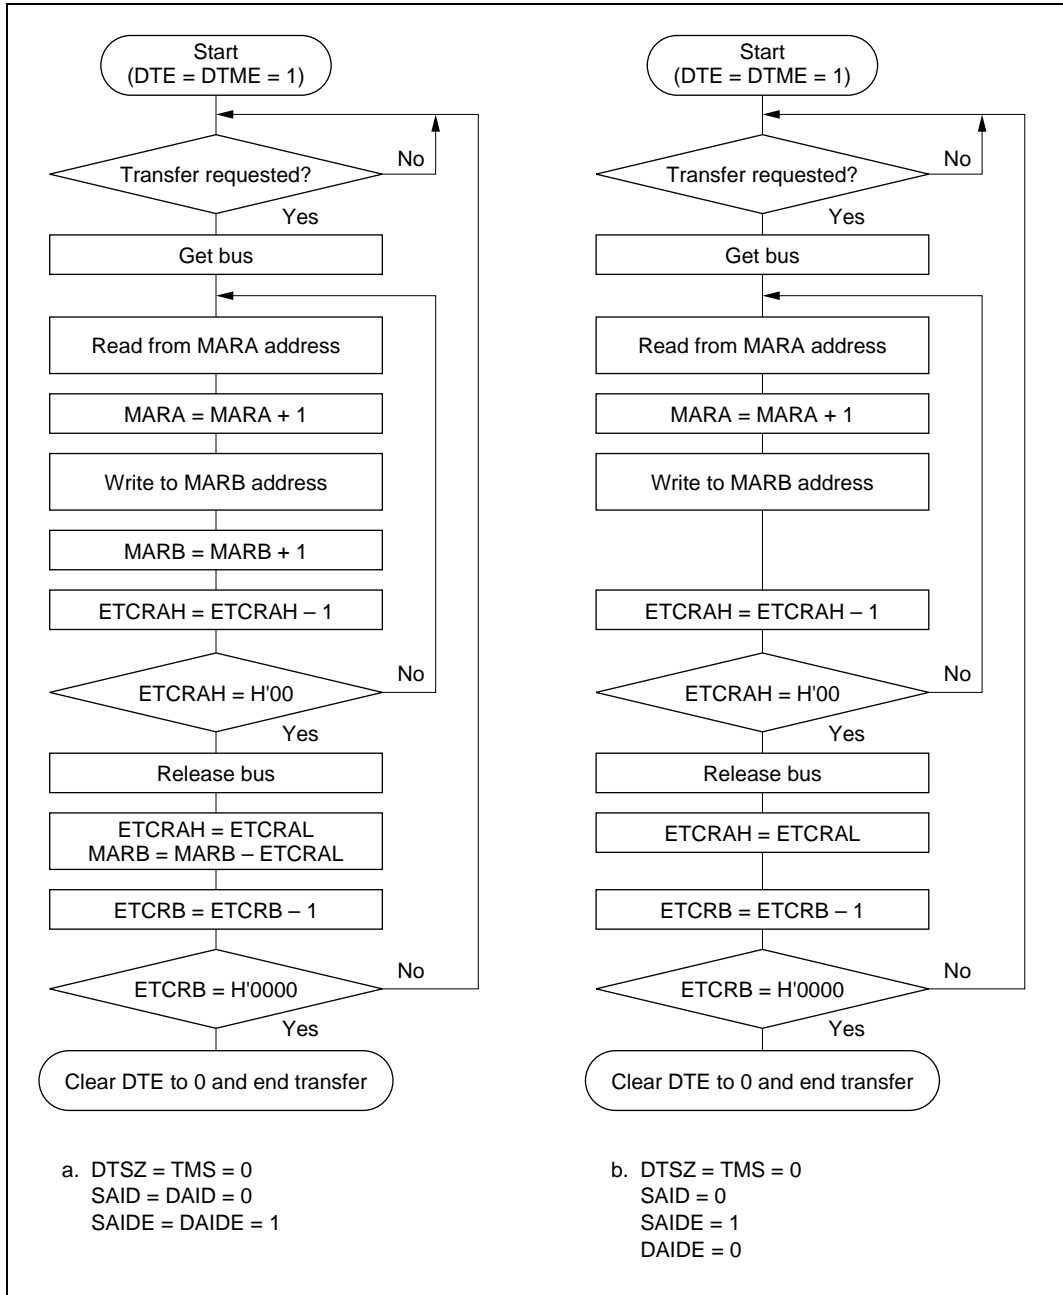 Start
(DTE = DTME = 1)
Transfer requested?
No
Yes
Get bus
Read from MARA address
MARA = MARA + 1
Write to MARB address
MARB = MARB + 1
ETCRAH = ETCRAH – 1
ETCRAH = H'00
No
Yes
Release bus
ETCRAH = ETCRAL
MARB = MARB – ETCRAL
ETCRB = ETCRB – 1
ETCRB = H'0000
No
Yes
Clear DTE to 0 and end transfer
a. DTSZ = TMS = 0
SAID = DAID = 0
SAIDE = DAIDE = 1
Start
(DTE = DTME = 1)
Transfer requested?
No
Yes
Get bus
Read from MARA address
MARA = MARA + 1
Write to MARB address
ETCRAH = ETCRAH – 1
ETCRAH = H'00
No
Yes
Release bus
ETCRAH = ETCRAL
ETCRB = ETCRB – 1
ETCRB = H'0000
No
Yes
Clear DTE to 0 and end transfer
b. DTSZ = TMS = 0
SAID = 0
SAIDE = 1
DAIDE = 0